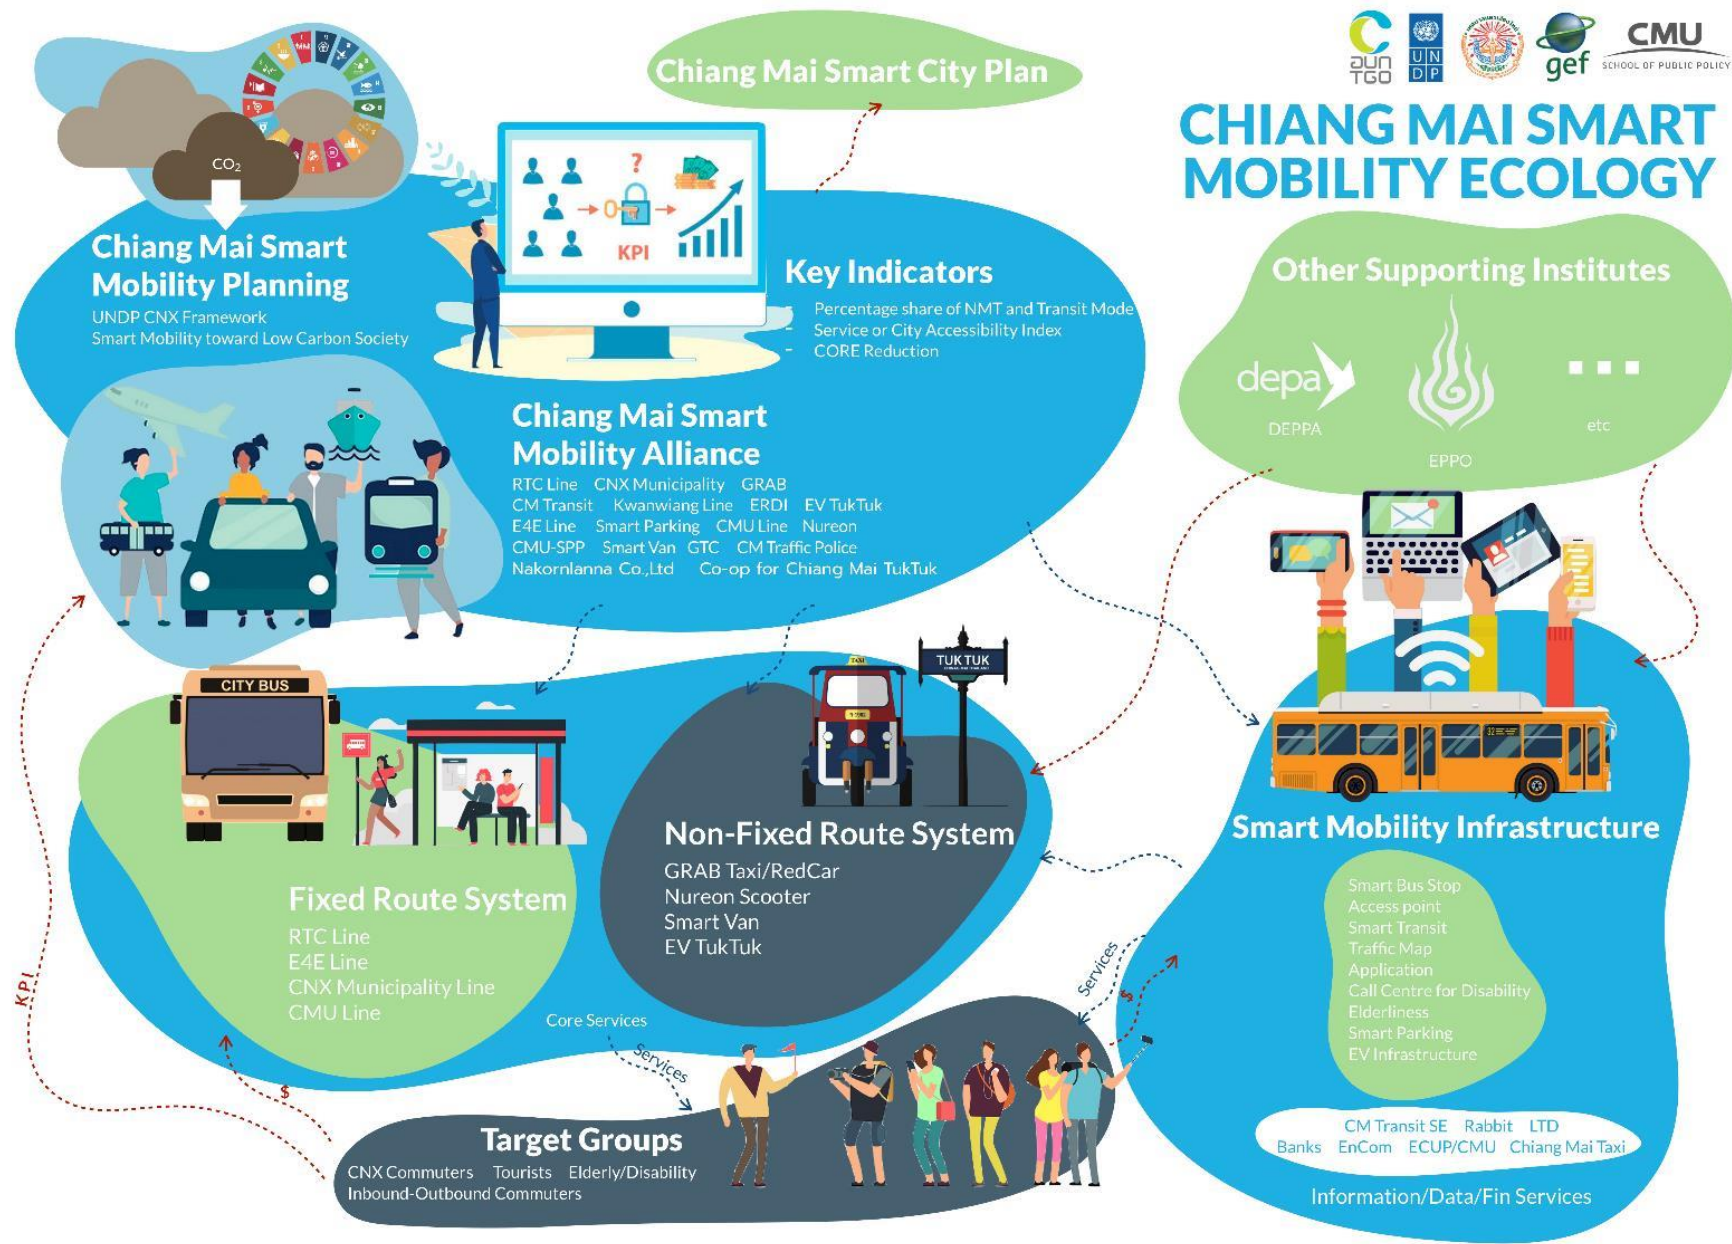 Chiang Mai Smart City Plan
ฉuก
TGO
UN
DP
gef
CMU
SCHOOL OF PUBLIC POLICY
CHIANG MAI SMART
MOBILITY ECOLOGY
CO2
Chiang Mai Smart
Mobility Planning
UNDP CNX Framework
Smart Mobility toward Low Carbon Society
?
KPI
Key Indicators
- Percentage share of NMT and Transit Mode
- Service or City Accessibility Index
- CORE Reduction
Other Supporting Institutes
depa
DEPPA
EPPO
etc
Chiang Mai Smart
Mobility Alliance
RTC Line CNX Municipality GRAB
CM Transit Kwanwiang Line ERDI EV TukTuk
E4E Line Smart Parking CMU Line Nureon
CMU-SPP Smart Van GTC CM Traffic Police
Nakornlanna Co.,Ltd Co-op for Chiang Mai TukTuk
CITY BUS
TAXI
TUK TUK
Fixed Route System
RTC Line
E4E Line
CNX Municipality Line
CMU Line
Non-Fixed Route System
GRAB Taxi/RedCar
Nureon Scooter
Smart Van
EV TukTuk
32
Smart Mobility Infrastructure
Smart Bus Stop
Access point
Smart Transit
Traffic Map
Application
Call Centre for Disability
Elderliness
Smart Parking
EV Infrastructure
CM Transit SE Rabbit LTD
Banks EnCom ECUP/CMU Chiang Mai Taxi
Information/Data/Fin Services
KPI
$
Core Services
Services
Services
$
Target Groups
CNX Commuters Tourists Elderly/Disability
Inbound-Outbound Commuters